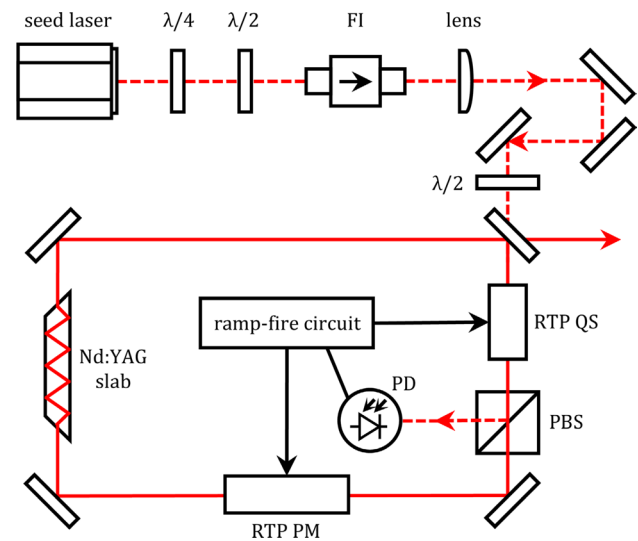 seed laser
λ/4
λ/2
FI
lens
λ/2
ramp-fire circuit
RTP QS
Nd:YAG
slab
PD
PBS
RTP PM